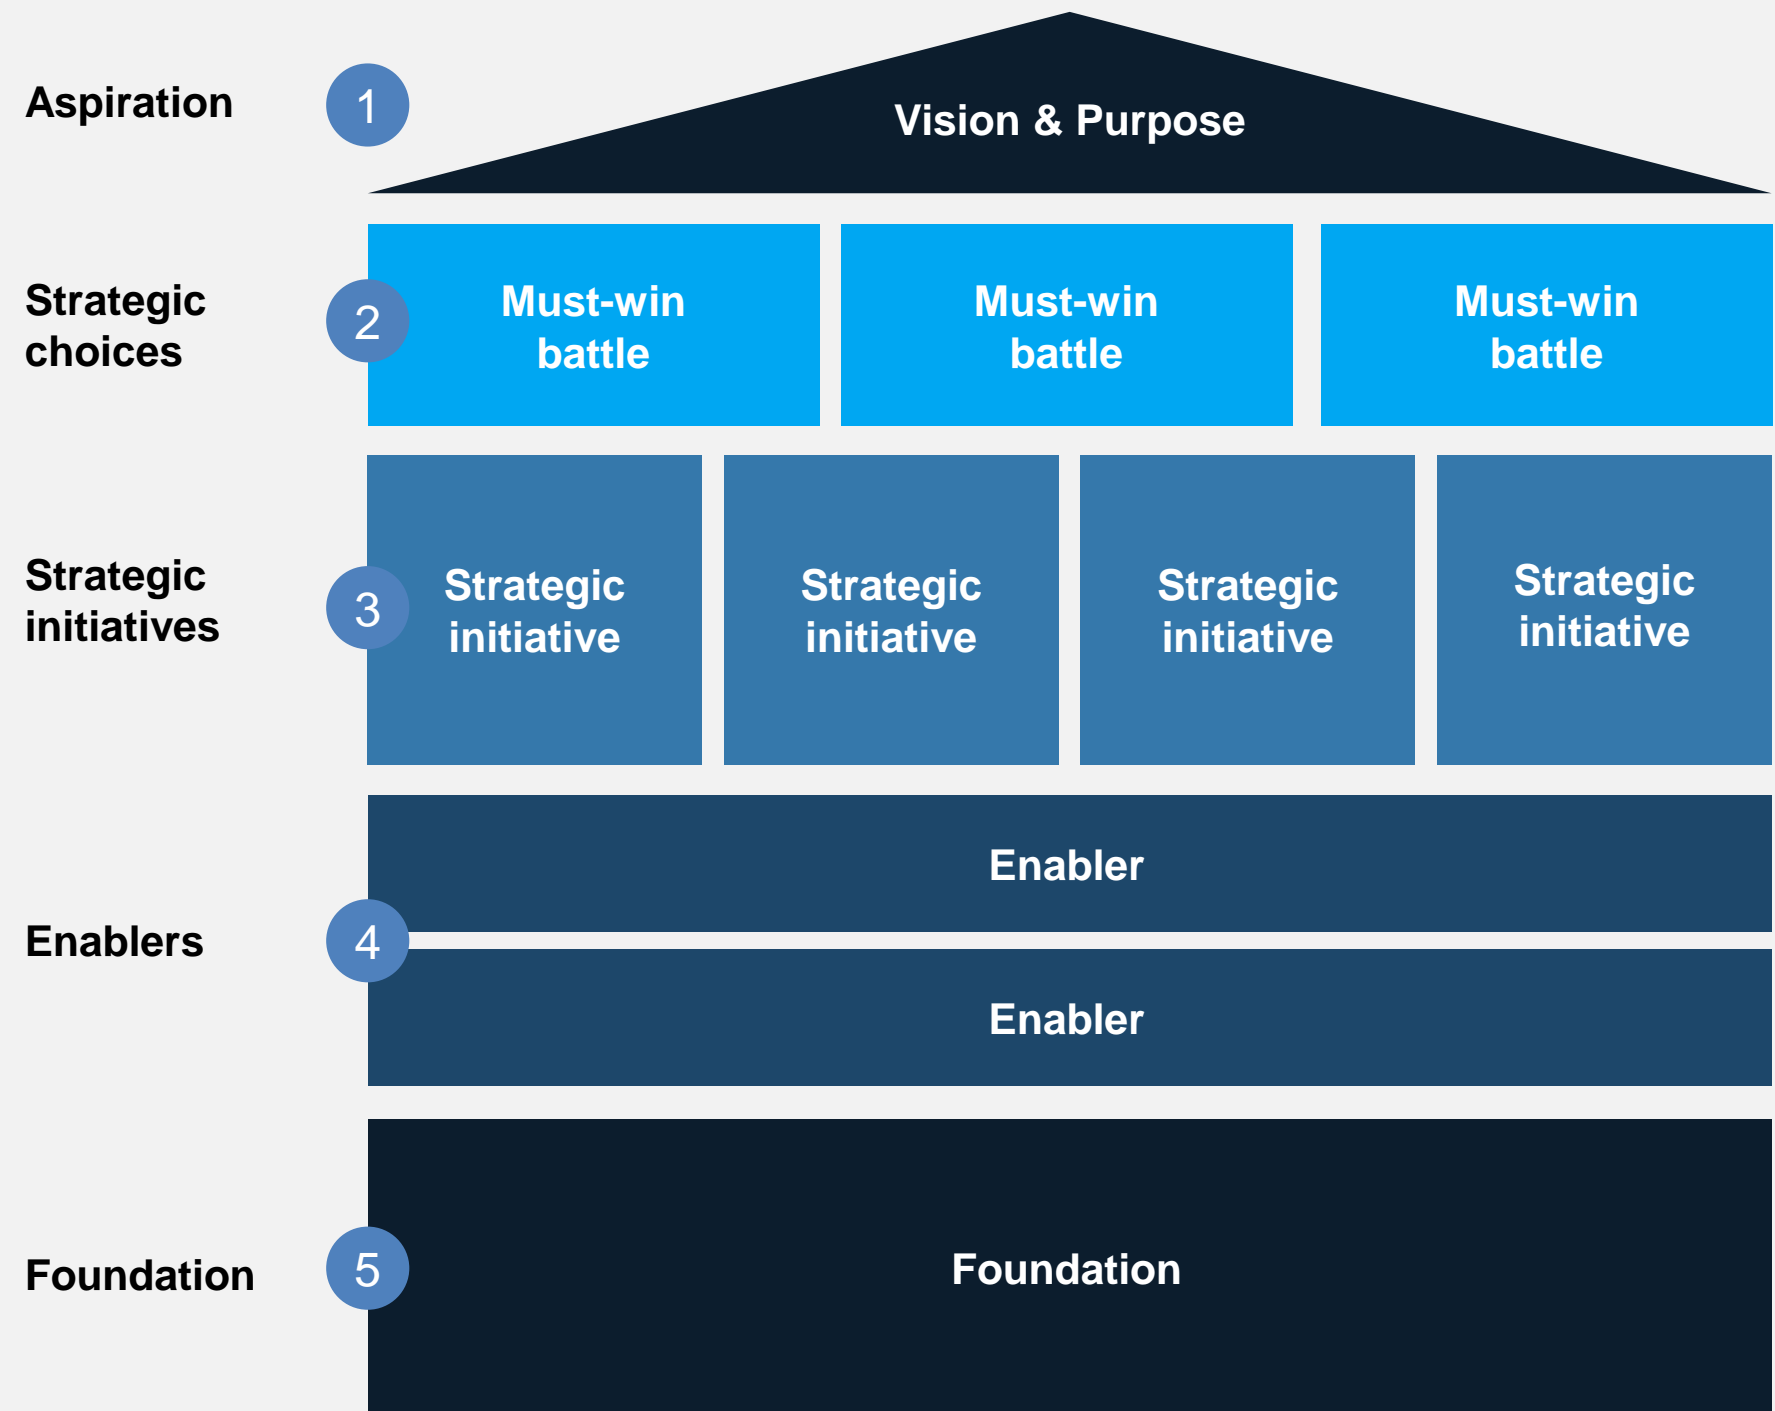 Aspiration
1
Vision & Purpose
Strategic
choices
2
Must-win
battle
Must-win
battle
Must-win
battle
Strategic
initiatives
3
Strategic
initiative
Strategic
initiative
Strategic
initiative
Strategic
initiative
Enablers
4
Enabler
Enabler
Foundation
5
Foundation